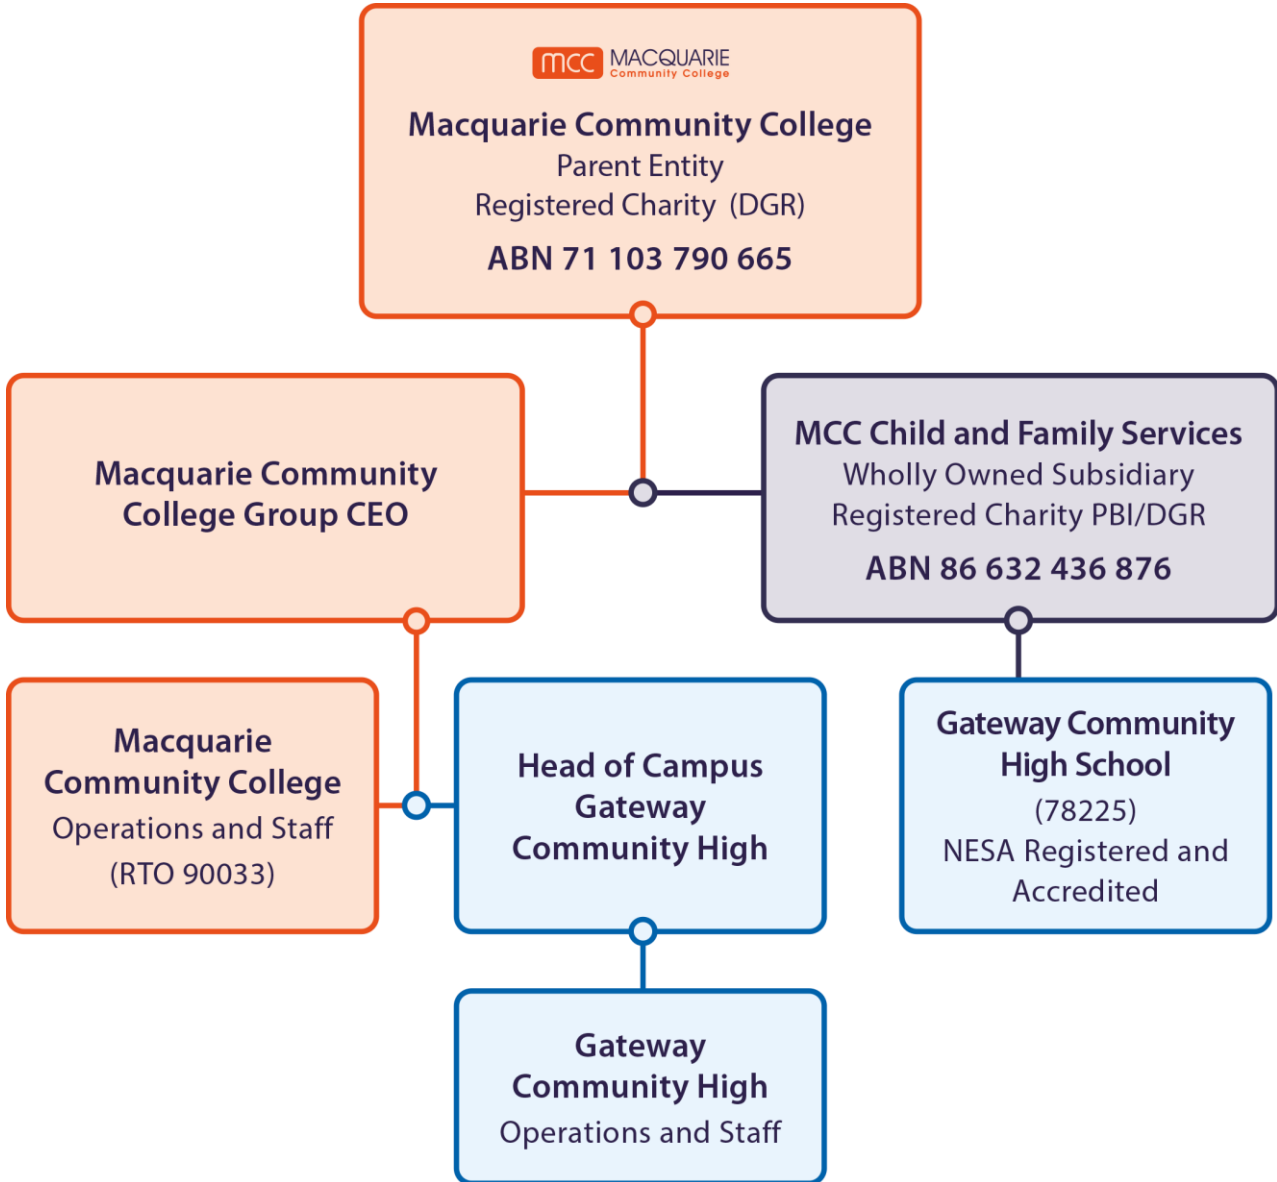 mcc MACQUARIE
Community College
Macquarie Community College
Parent Entity
Registered Charity (DGR)
ABN 71 103 790 665
Macquarie Community
College Group CEO
MCC Child and Family Services
Wholly Owned Subsidiary
Registered Charity PBI/DGR
ABN 86 632 436 876
Macquarie
Community College
Operations and Staff
(RTO 90033)
Head of Campus
Gateway
Community High
Gateway Community
High School
(78225)
NESA Registered and
Accredited
Gateway
Community High
Operations and Staff